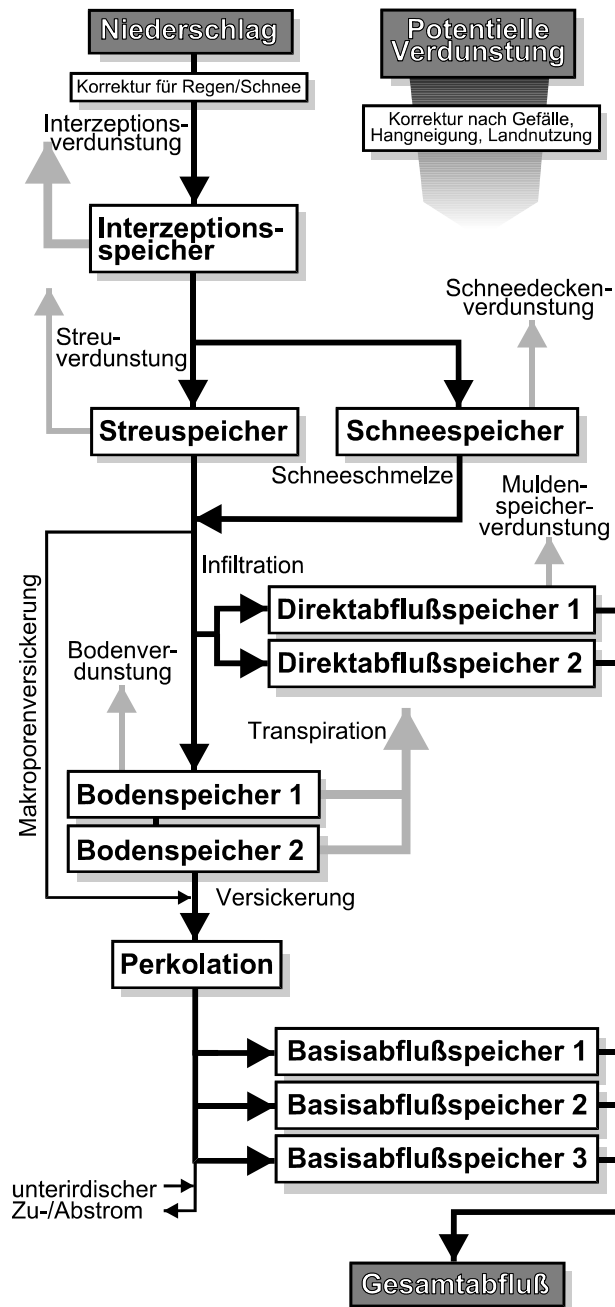 Niederschlag
Potentielle
Verdunstung
Korrektur für Regen/Schnee
Korrektur nach Gefälle,
Hangneigung, Landnutzung
Interzeptions-
verdunstung
Interzeptions-
speicher
Schneedecken-
verdunstung
Streu-
verdunstung
Streuspeicher
Schneespeicher
Schneeschmelze
Mulden-
speicher-
verdunstung
Makroporenversickerung
Infiltration
Direktabflußspeicher 1
Direktabflußspeicher 2
Bodenver-
dunstung
Transpiration
Bodenspeicher 1
Bodenspeicher 2
Versickerung
Perkolation
Basisabflußspeicher 1
Basisabflußspeicher 2
Basisabflußspeicher 3
unterirdischer
Zu-/Abstrom
Gesamtabfluß